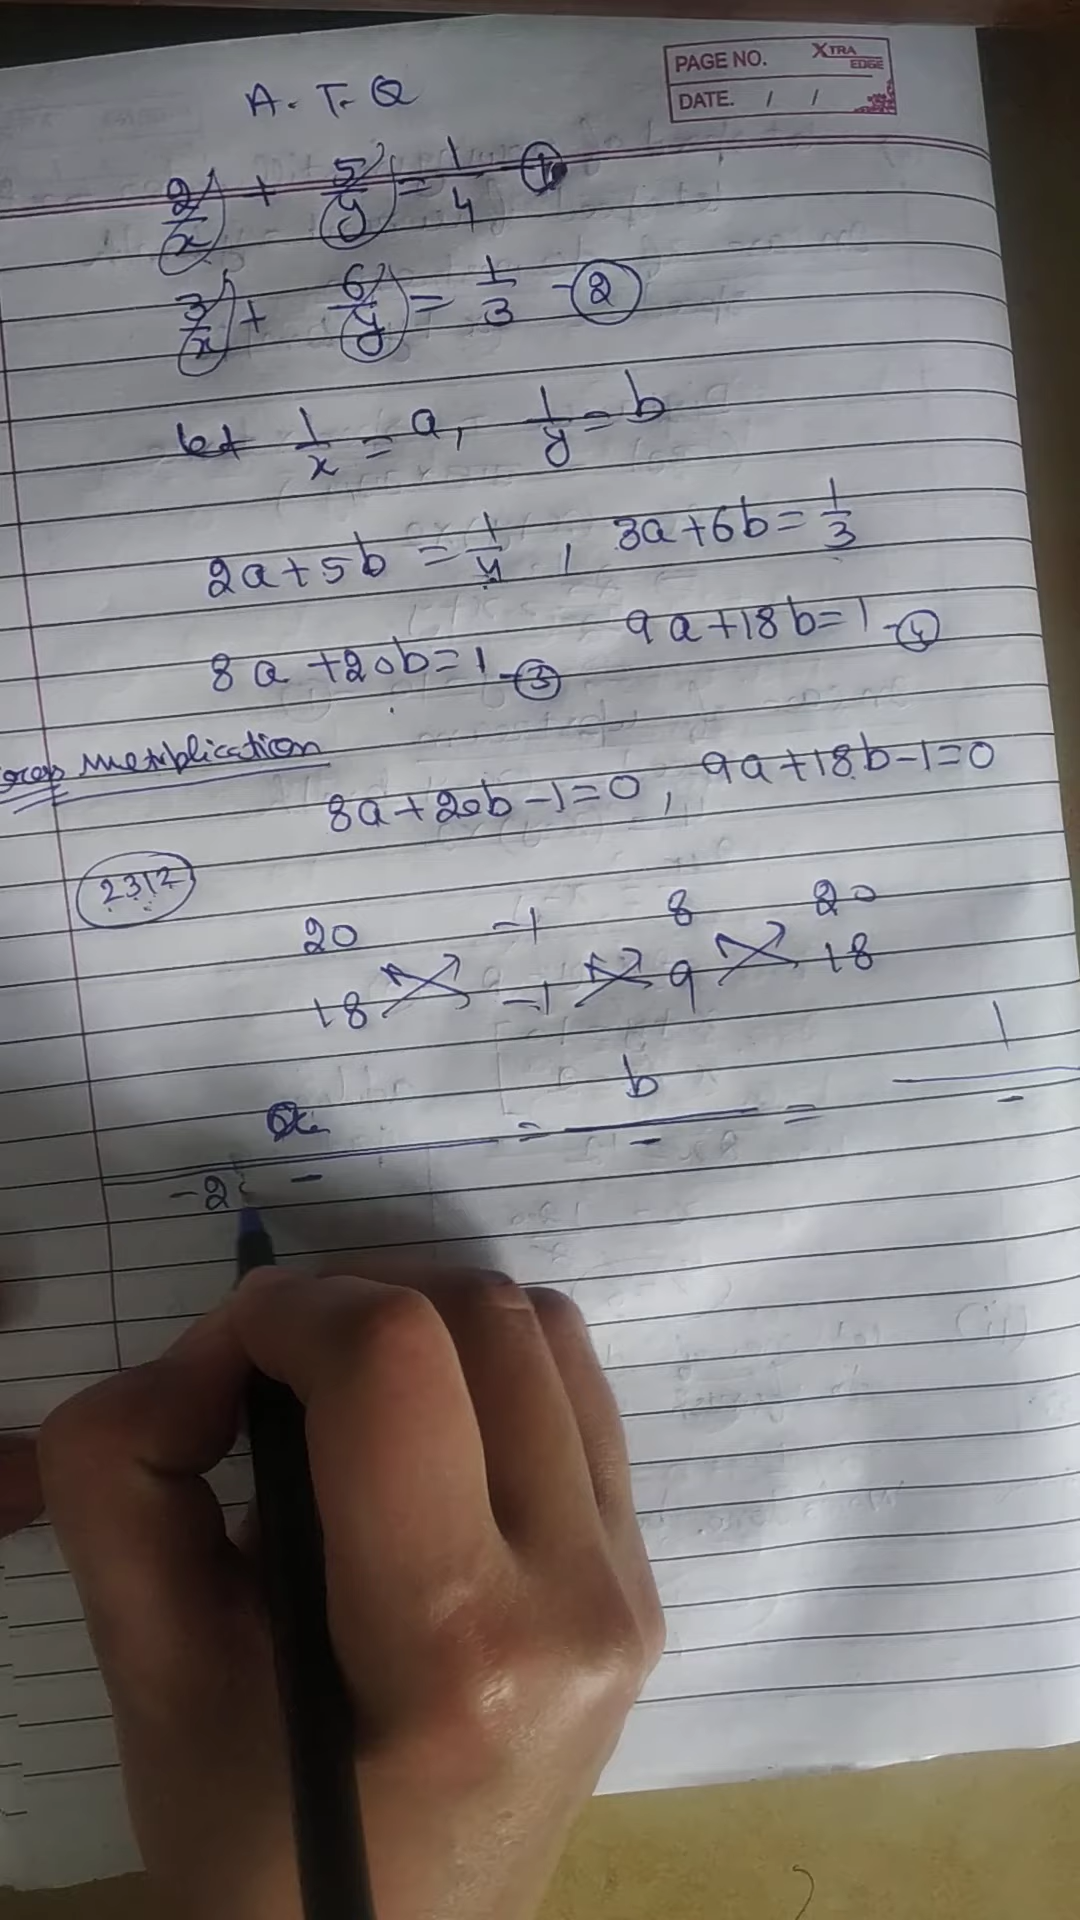 PAGE NO.
XTRA EDGE
DATE. / /
A. T. Q
2/x + 5/y = 1/4 ①
3/x + 6/y = 1/3 - ②
let 1/x = a, 1/y = b
2a + 5b = 1/4 , 3a + 6b = 1/3
8a + 20b = 1 - ③ 9a + 18b = 1 - ④
8a + 20b - 1 = 0 , 9a + 18b - 1 = 0
2312
20 -1 8 20
18 -1 9 18
a/- = b/- = 1/-
-2